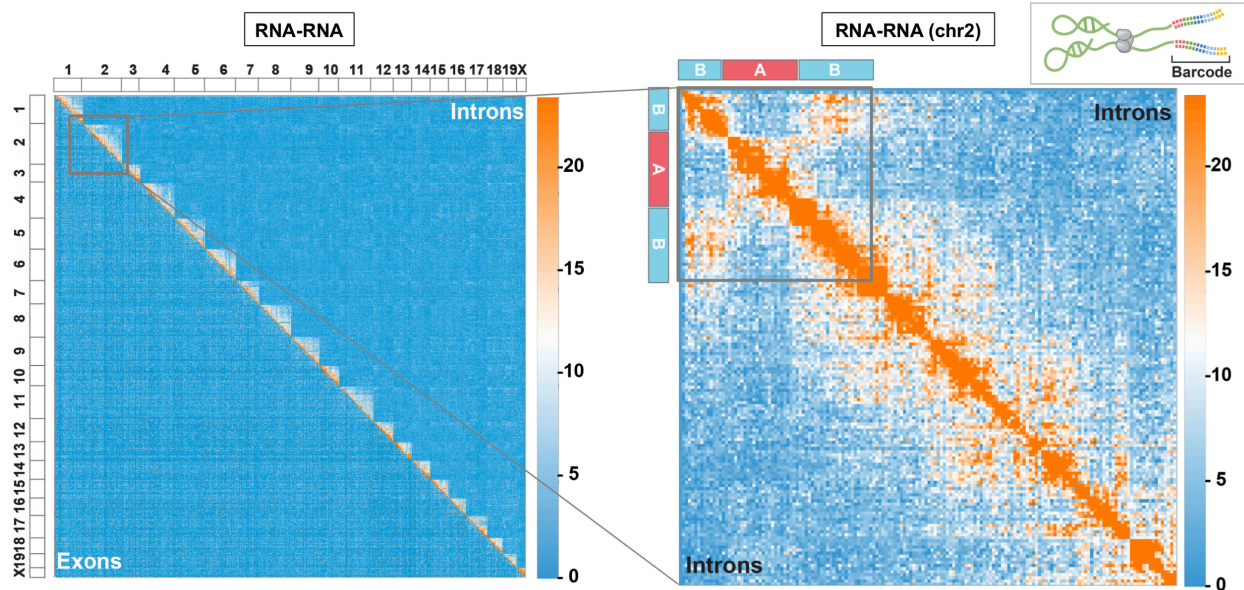 RNA-RNA
RNA-RNA (chr2)
Barcode
1 2 3 4 5 6 7 8 9 10 11 12 13 14 15 16 17 18 19 X
B A B
1
2
3
4
5
6
7
8
9
10
11
12
13
14
15
16
17
18
19
X
Introns
Exons
20
15
10
5
0
B
A
B
Introns
Introns
20
15
10
5
0